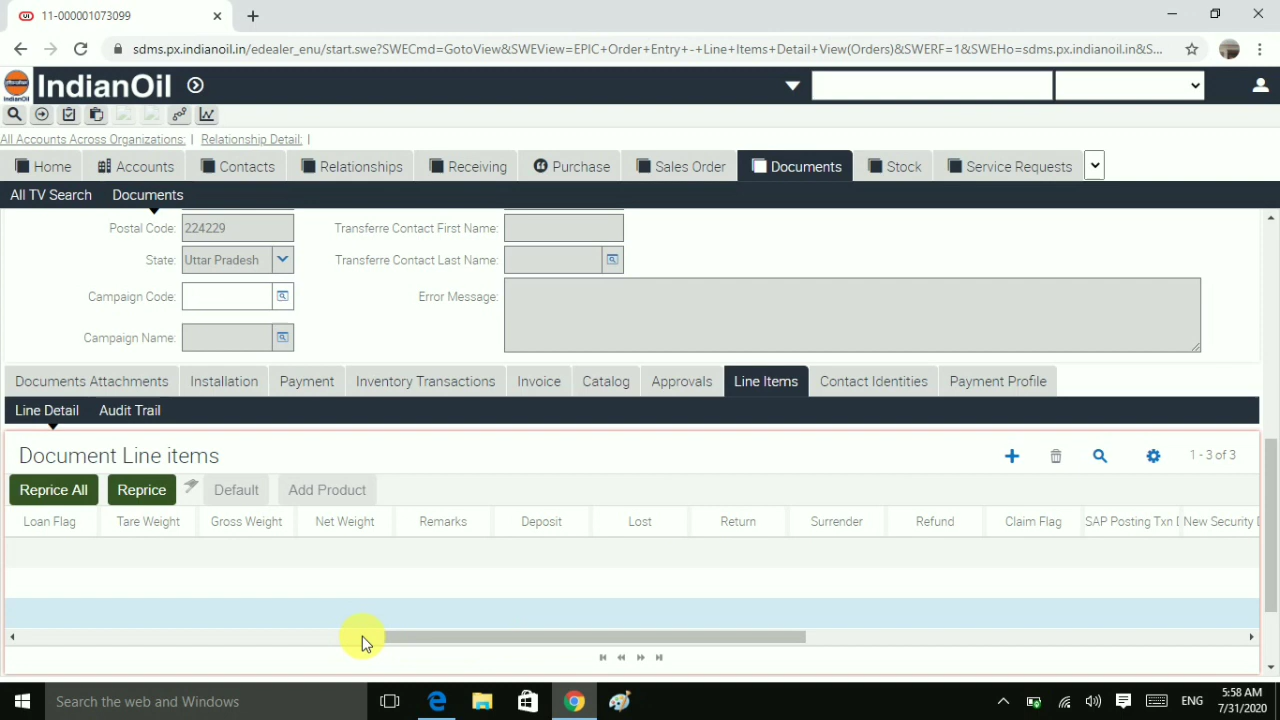 11-000001073099
sdms.px.indianoil.in/edealer_enu/start.swe?SWECmd=GotoView&SWEView=EPIC+Order+Entry+-+Line+Items+Detail+View(Orders)&SWERF=1&SWEHo=sdms.px.indianoil.in&S...
IndianOil
All Accounts Across Organizations: | Relationship Detail: |
Home Accounts Contacts Relationships Receiving Purchase Sales Order Documents Stock Service Requests
All TV Search Documents
Postal Code: 224229 Transferre Contact First Name:
State: Uttar Pradesh Transferre Contact Last Name:
Campaign Code: Error Message:
Campaign Name:
Documents Attachments Installation Payment Inventory Transactions Invoice Catalog Approvals Line Items Contact Identities Payment Profile
Line Detail Audit Trail
Document Line items 1 - 3 of 3
Reprice All Reprice Default Add Product
Loan Flag Tare Weight Gross Weight Net Weight Remarks Deposit Lost Return Surrender Refund Claim Flag SAP Posting Txn New Security
Search the web and Windows ENG 5:58 AM
7/31/2020